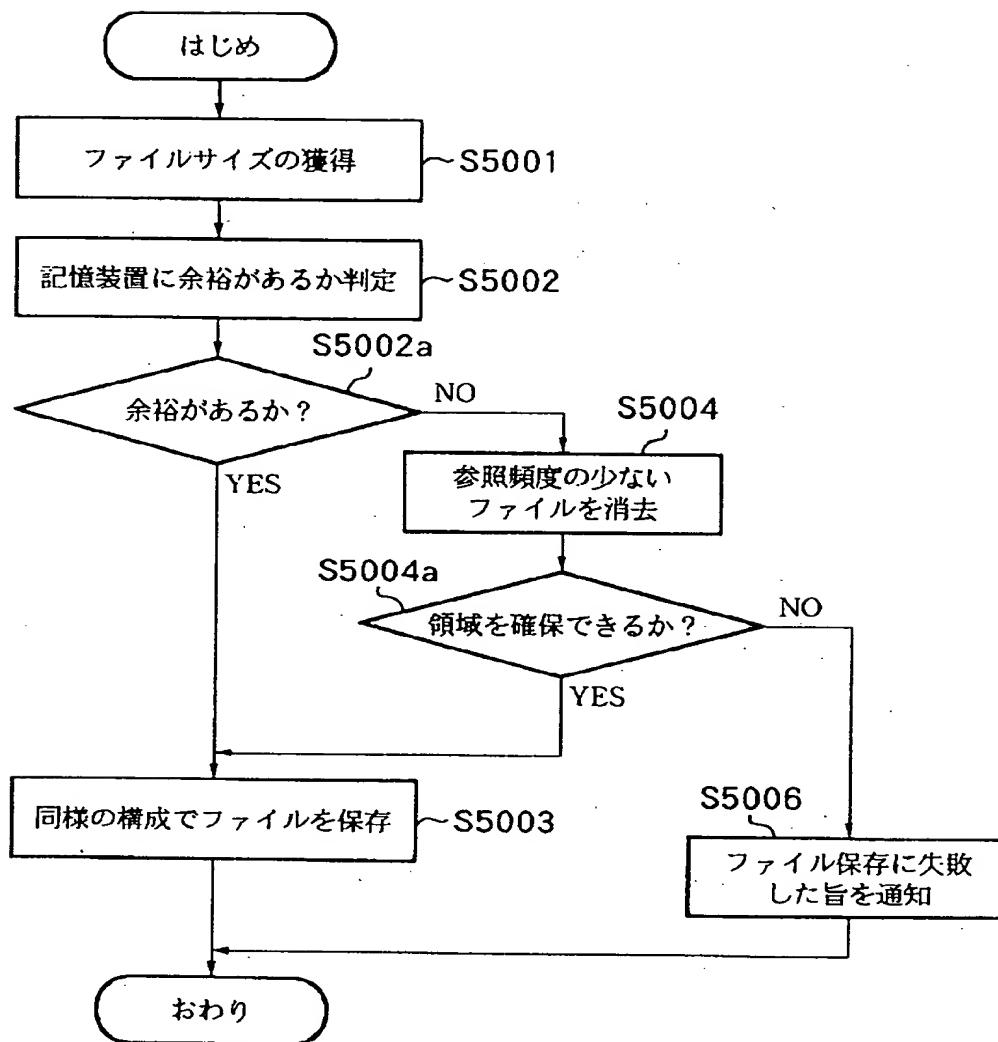 はじめ
ファイルサイズの獲得
S5001
記憶装置に余裕があるか判定
S5002
S5002a
余裕があるか？
NO
YES
S5004
参照頻度の少ない
ファイルを消去
S5004a
領域を確保できるか？
NO
YES
同様の構成でファイルを保存
S5003
S5006
ファイル保存に失敗
した旨を通知
おわり